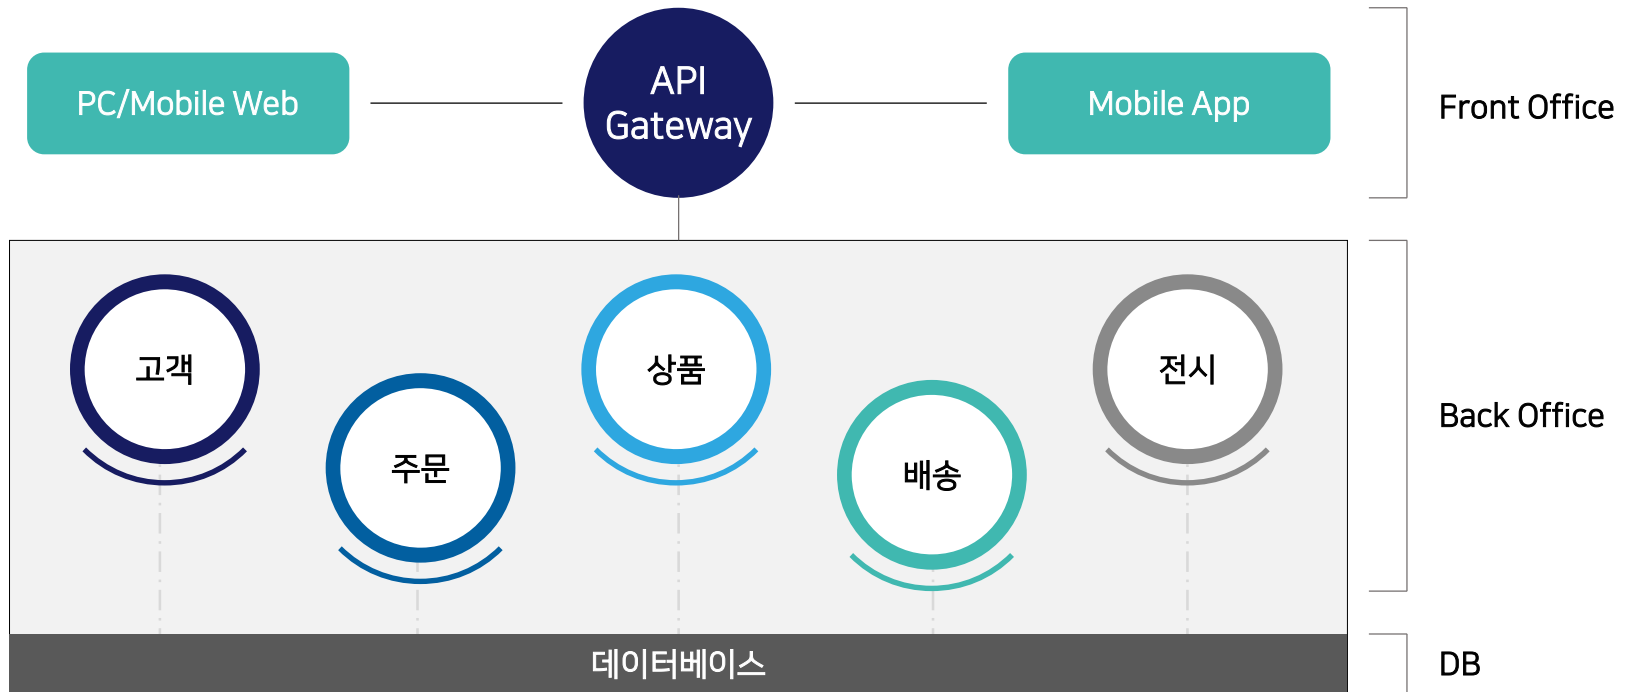 PC/Mobile Web
API
Gateway
Mobile App
Front Office
고객
주문
상품
배송
전시
Back Office
데이터베이스
DB